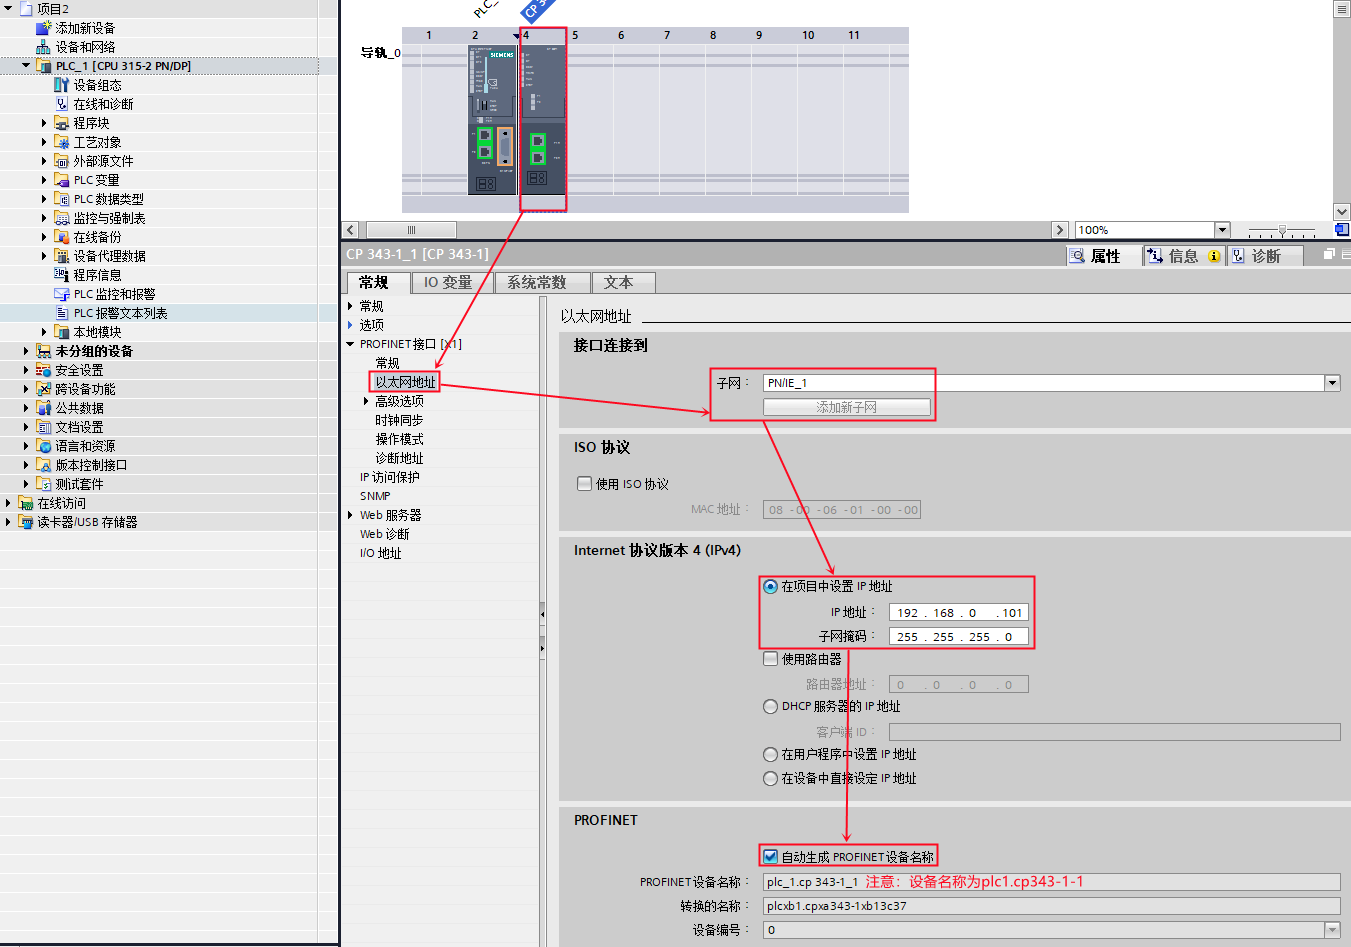 项目2
添加新设备
设备和网络
PLC_1 [CPU 315-2 PN/DP]
设备组态
在线和诊断
程序块
工艺对象
外部源文件
PLC 变量
PLC 数据类型
监控与强制表
在线备份
设备代理数据
程序信息
PLC 监控和报警
PLC 报警文本列表
本地模块
未分组的设备
安全设置
跨设备功能
公共数据
文档设置
语言和资源
版本控制接口
测试套件
在线访问
读卡器/USB 存储器
PLC_
CP 3
1 2 4 5 6 7 8 9 10 11
导轨_0
SIEMENS
100%
CP 343-1_1 [CP 343-1]
属性 信息 诊断
常规 IO 变量 系统常数 文本
常规
选项
PROFINET接口 [X1]
常规
以太网地址
高级选项
时钟同步
操作模式
诊断地址
IP 访问保护
SNMP
Web 服务器
Web 诊断
I/O 地址
以太网地址
接口连接到
子网： PN/IE_1
添加新子网
ISO 协议
使用 ISO 协议
MAC 地址： 08 -00 -06 -01 -00 -00
Internet 协议版本 4 (IPv4)
在项目中设置 IP 地址
IP 地址： 192 . 168 . 0 . 101
子网掩码： 255 . 255 . 255 . 0
使用路由器
路由器地址： 0 . 0 . 0 . 0
DHCP 服务器的 IP 地址
客户端 ID：
在用户程序中设置 IP 地址
在设备中直接设定 IP 地址
PROFINET
自动生成 PROFINET设备名称
PROFINET设备名称： plc_1.cp 343-1_1 注意：设备名称为plc1.cp343-1-1
转换的名称： plcxb1.cpxa343-1xb13c37
设备编号： 0